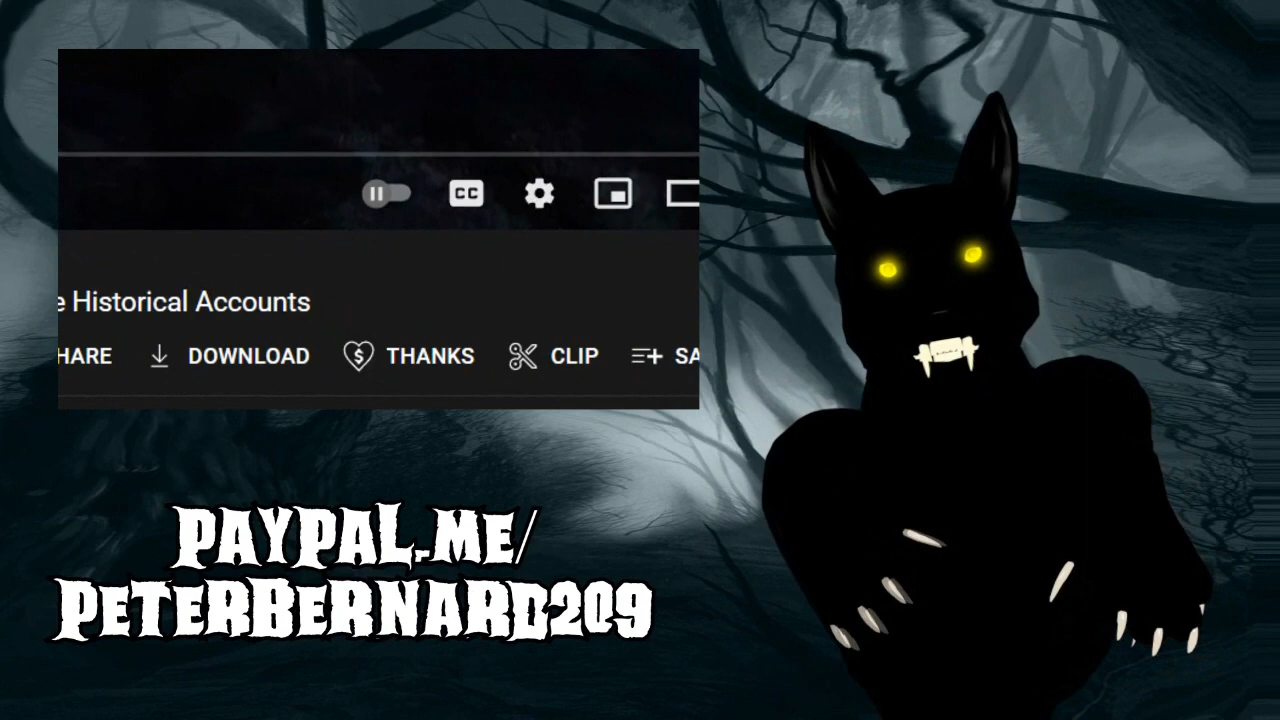 CC
e Historical Accounts
HARE DOWNLOAD THANKS CLIP SA
PAYPAL.ME/
PETERBERNARD209